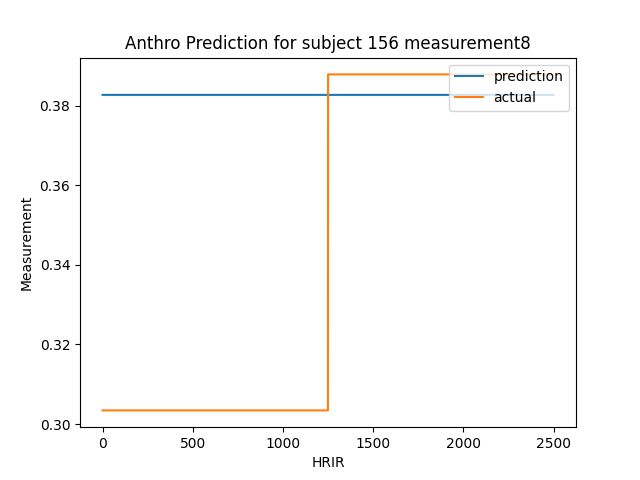 Anthro Prediction for subject 156 measurement8
prediction
actual
0.38
0.36
0.34
0.32
0.30
Measurement
0
500
1000
1500
2000
2500
HRIR